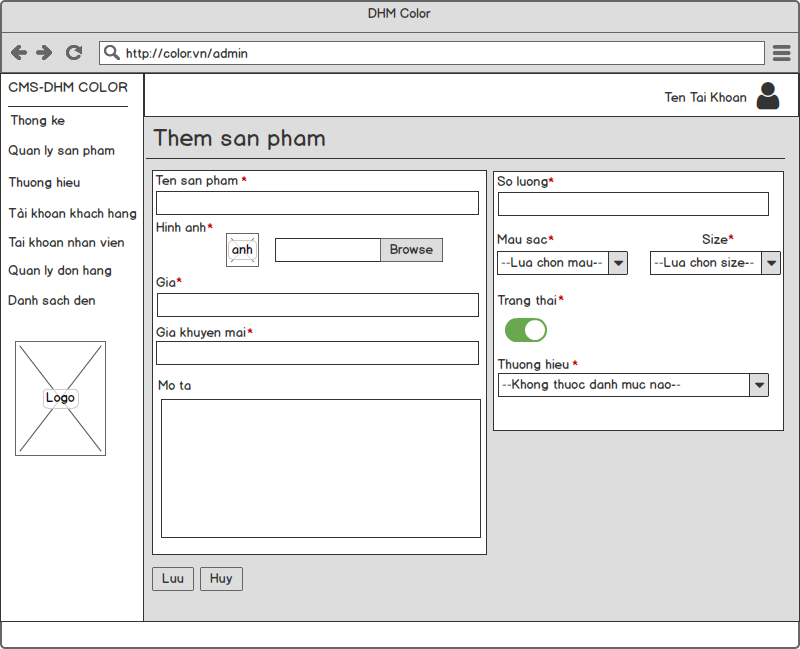 DHM Color
http://color.vn/admin
CMS-DHM COLOR
Ten Tai Khoan
Thong ke
Quan ly san pham
Thuong hieu
Tài khoan khach hang
Tai khoan nhan vien
Quan ly don hang
Danh sach den
Logo
Them san pham
Ten san pham *
Hinh anh*
anh
Browse
Gia*
Gia khuyen mai*
Mo ta
So luong*
Mau sac*
Size*
--Lua chon mau--
--Lua chon size--
Trang thai*
Thuong hieu *
--Khong thuoc danh muc nao--
Luu
Huy